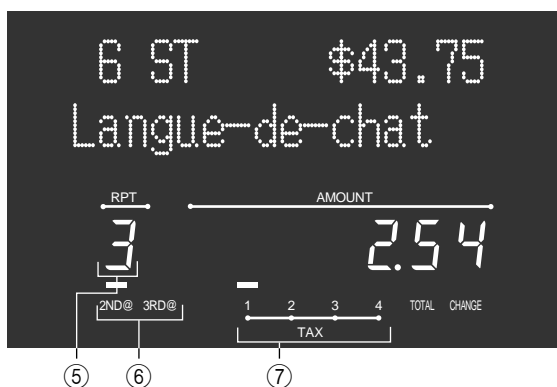 6 ST $43.75
Langue-de-chat
RPT AMOUNT
3 2.54
2ND@ 3RD@ 1 2 3 4 TOTAL CHANGE
TAX
⑤ ⑥ ⑦